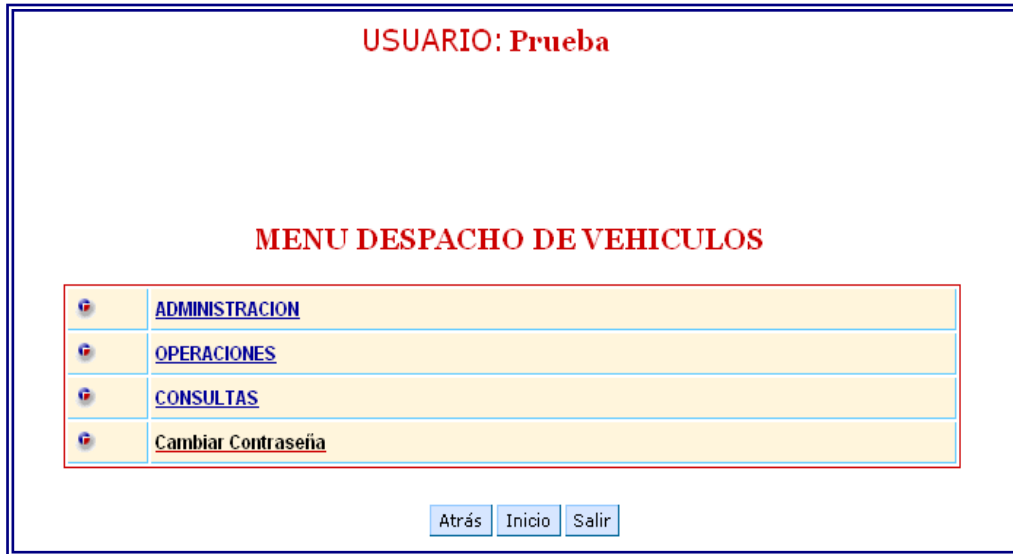 USUARIO: Prueba
MENU DESPACHO DE VEHICULOS
ADMINISTRACION
OPERACIONES
CONSULTAS
Cambiar Contraseña
Atrás Inicio Salir